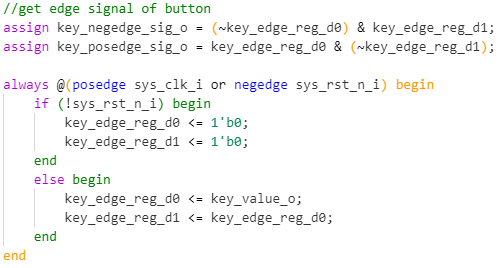 //get edge signal of button
assign key_negedge_sig_o = (~key_edge_reg_d0) & key_edge_reg_d1;
assign key_posedge_sig_o = key_edge_reg_d0 & (~key_edge_reg_d1);

always @(posedge sys_clk_i or negedge sys_rst_n_i) begin
    if (!sys_rst_n_i) begin
        key_edge_reg_d0 <= 1'b0;
        key_edge_reg_d1 <= 1'b0;
    end
    else begin
        key_edge_reg_d0 <= key_value_o;
        key_edge_reg_d1 <= key_edge_reg_d0;
    end
end